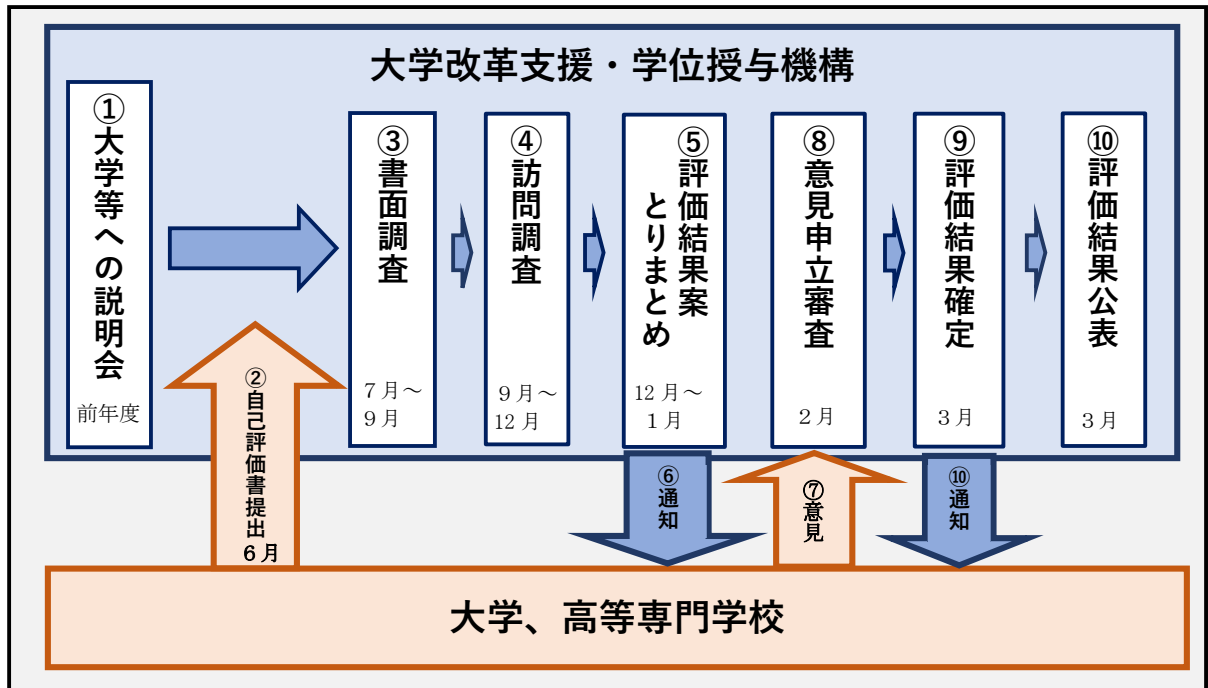 大学改革支援・学位授与機構
①大学等への説明会
前年度
②自己評価書提出
６月
③書面調査
７月～
９月
④訪問調査
９月～
12月
⑤評価結果案
とりまとめ
12月～
１月
⑥通知
⑦意見
⑧意見申立審査
２月
⑨評価結果確定
３月
⑩通知
⑩評価結果公表
３月
大学、高等専門学校